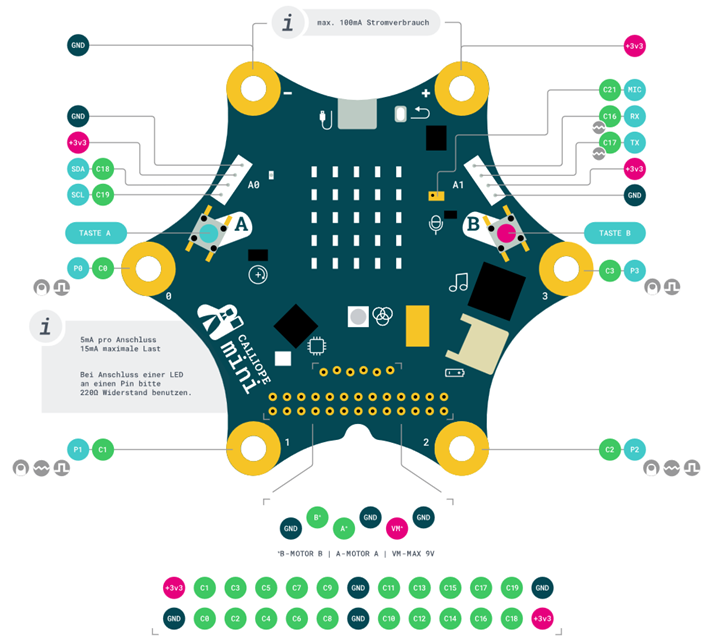 i max. 100mA Stromverbrauch
GND
+3v3
− +
C21 MIC
GND
C16 RX
+3v3
C17 TX
SDA C18
+3v3
A0 A1
SCL C19
GND
TASTE A
A
B
TASTE B
P0 C0
C3 P3
0
3
i
5mA pro Anschluss
15mA maximale Last
Bei Anschluss einer LED
an einen Pin bitte
220Ω Widerstand benutzen.
CALLIOPE
mini
1
2
P1 C1
C2 P2
GND B* A* GND VM* GND
*B-MOTOR B | A-MOTOR A | VM-MAX 9V
+3v3 C1 C3 C5 C7 C9 GND C11 C13 C15 C17 C19 GND
GND C0 C2 C4 C6 C8 GND C10 C12 C14 C16 C18 +3v3